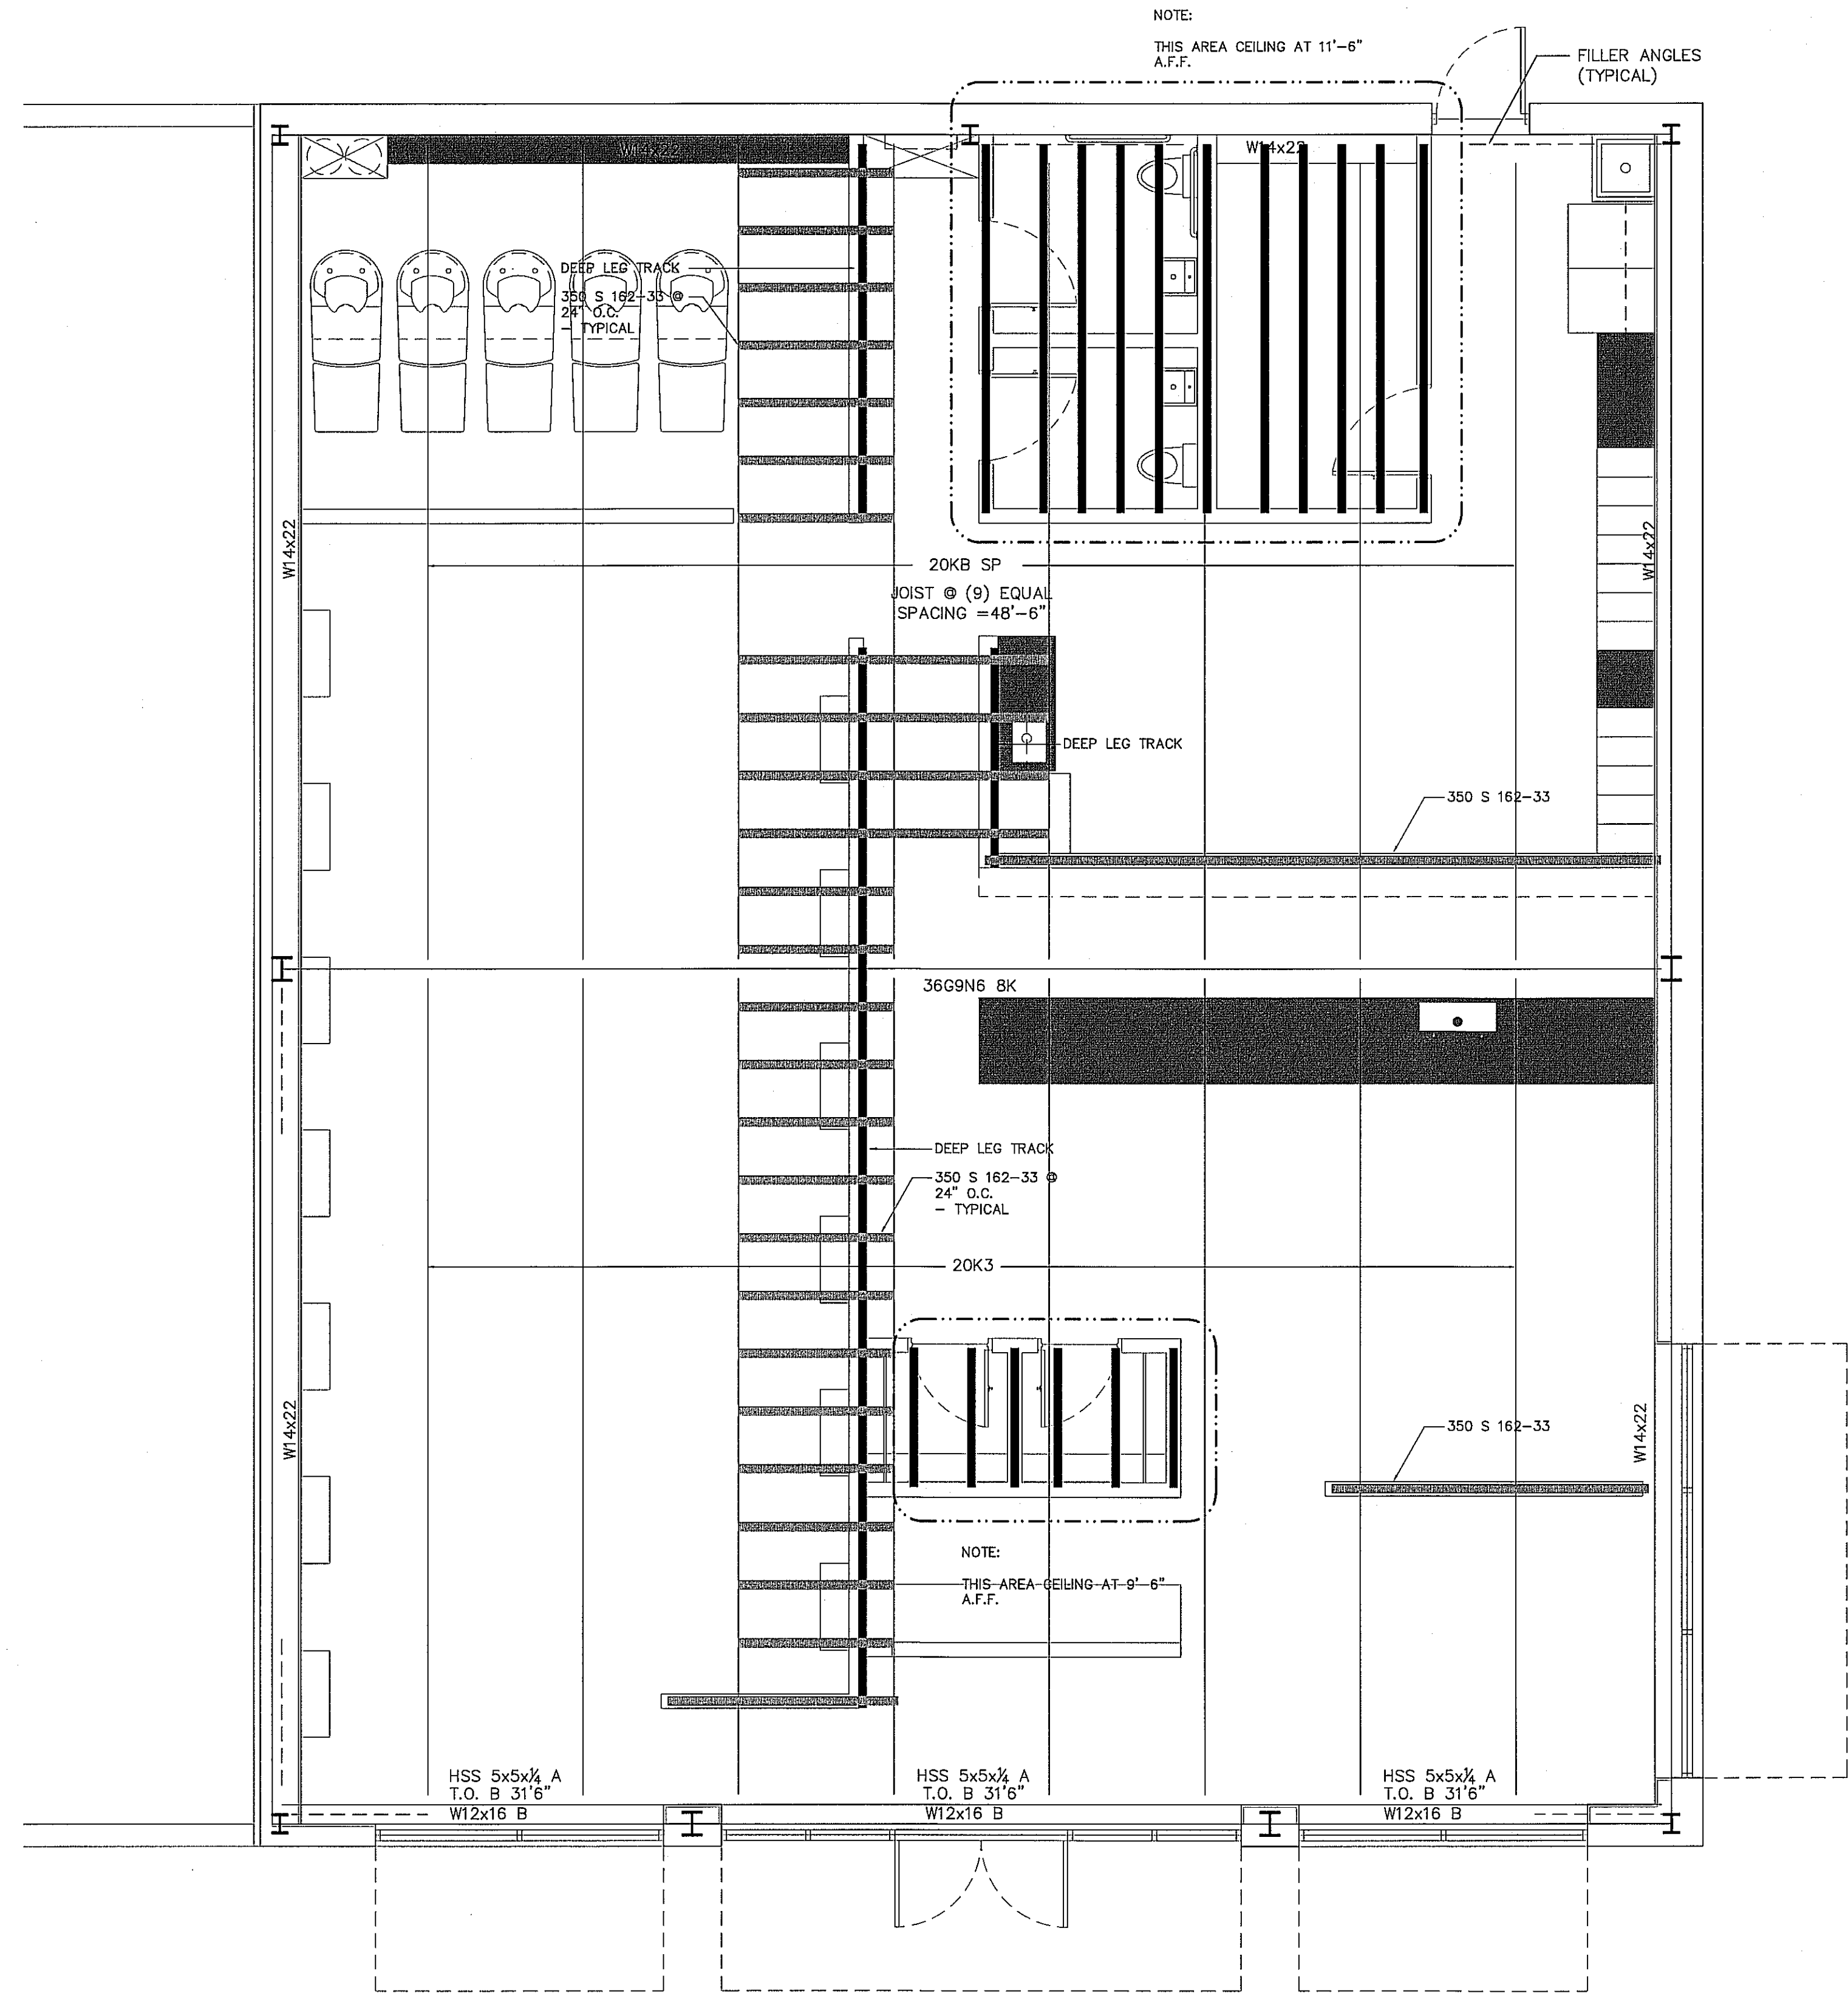 NOTE:
THIS AREA CEILING AT 11'-6"
A.F.F.
FILLER ANGLES
(TYPICAL)
W14x22
W14x22
DEEP LEG TRACK
350 S 162-33 @
24" O.C.
- TYPICAL
W14x22
W14x22
20KB SP
JOIST @ (9) EQUAL
SPACING =48'-6"
DEEP LEG TRACK
350 S 162-33
36G9N6 8K
DEEP LEG TRACK
350 S 162-33 @
24" O.C.
- TYPICAL
20K3
W14x22
W14x22
350 S 162-33
NOTE:
THIS AREA CEILING AT 9'-6"
A.F.F.
HSS 5x5x¼ A
T.O. B 31'6"
W12x16 B
HSS 5x5x¼ A
T.O. B 31'6"
W12x16 B
HSS 5x5x¼ A
T.O. B 31'6"
W12x16 B